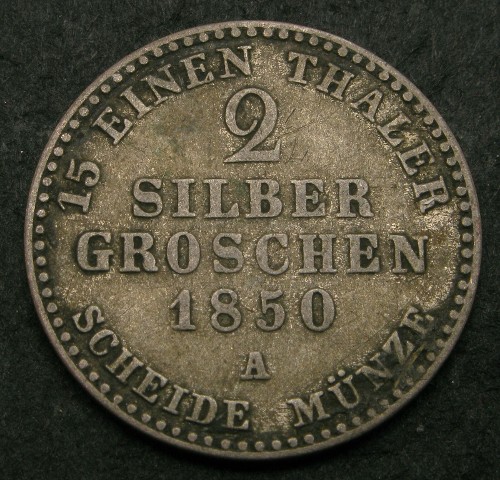 15 EINEN THALER
2
SILBER
GROSCHEN
1850
A
SCHEIDE MÜNZE